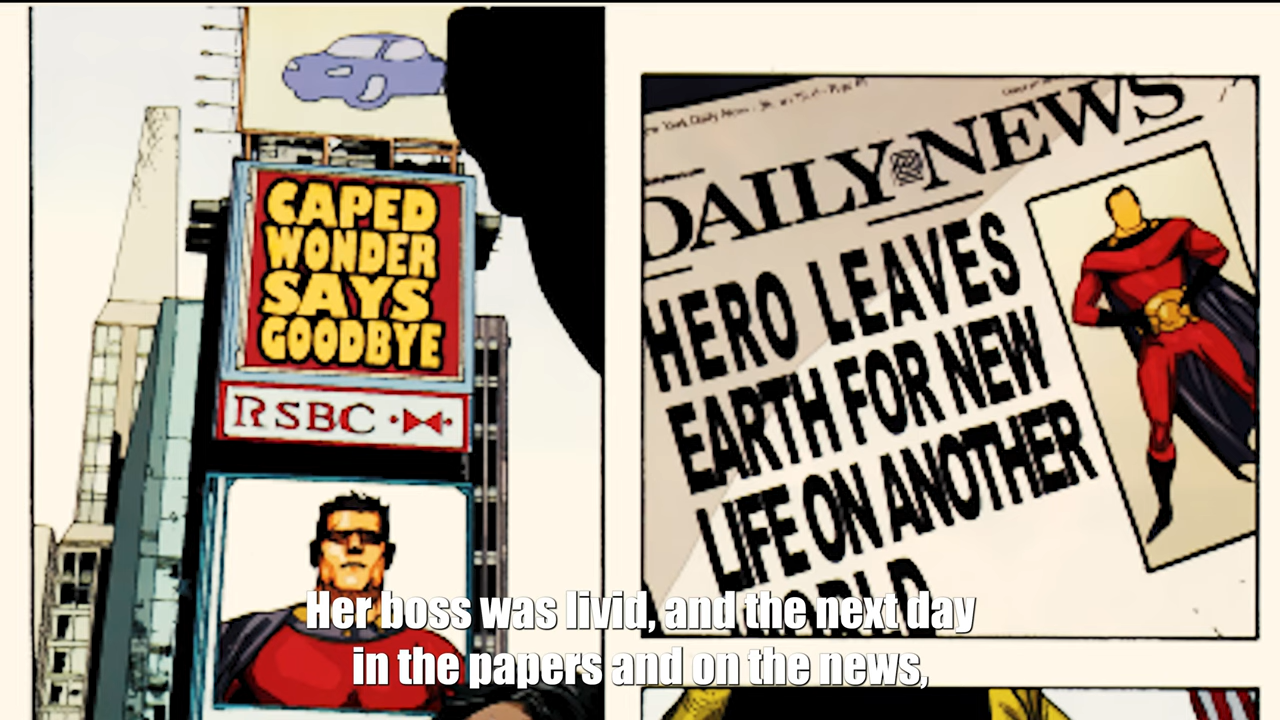 CAPED
WONDER
SAYS
GOODBYE
RSBC
DAILY NEWS
HERO LEAVES
EARTH FOR NEW
LIFE ON ANOTHER
WORLD
Her boss was livid, and the next day
in the papers and on the news,